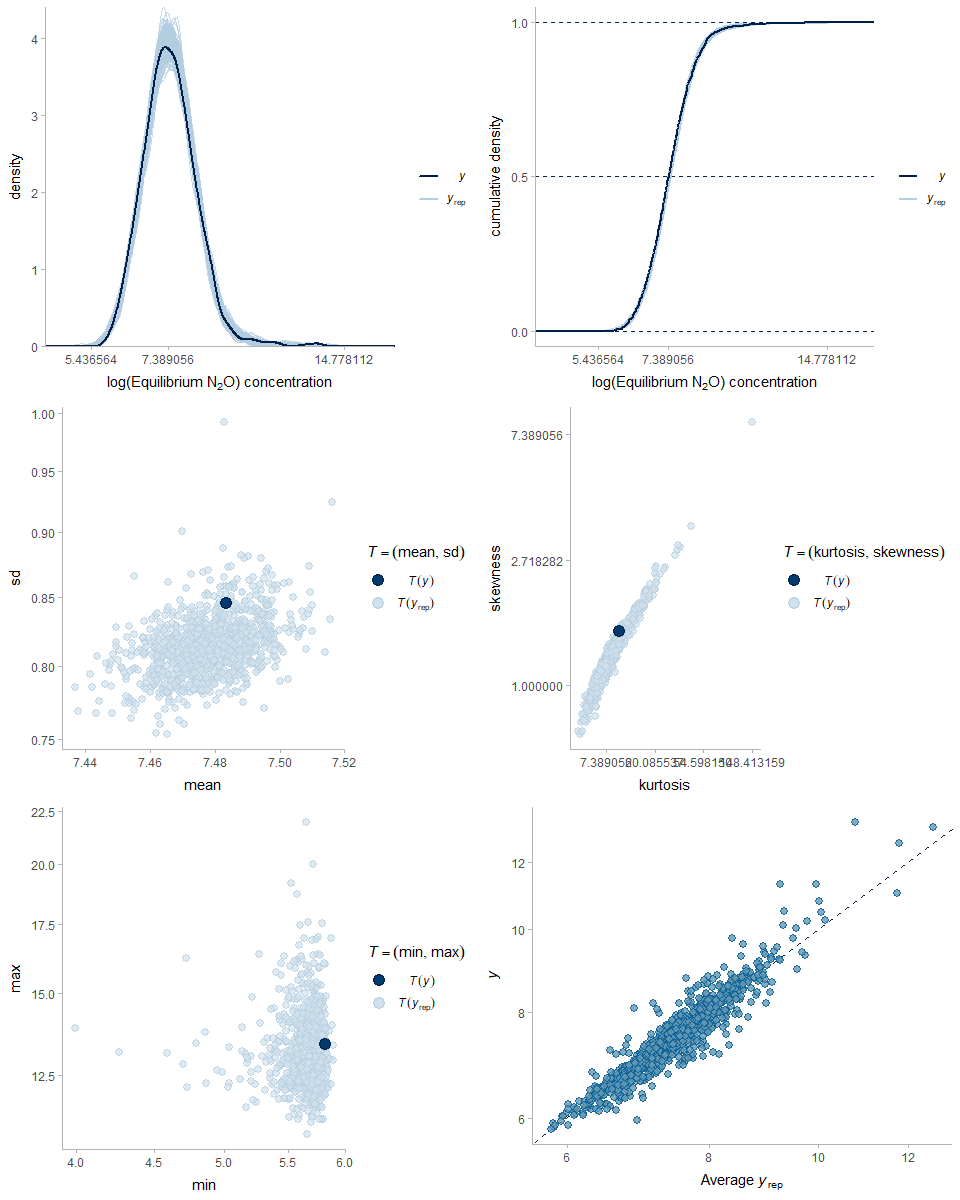 4
3
2
1
0
density
5.436564 7.389056 14.778112
log(Equilibrium N2O) concentration
y
yrep
1.0
0.5
0.0
cumulative density
5.436564 7.389056 14.778112
log(Equilibrium N2O) concentration
y
yrep
1.00
0.95
0.90
0.85
0.80
0.75
sd
7.44 7.46 7.48 7.50 7.52
mean
T = (mean, sd)
T(y)
T(yrep)
7.389056
2.718282
1.000000
skewness
7.389056
kurtosis
T = (kurtosis, skewness)
T(y)
T(yrep)
22.5
20.0
17.5
15.0
12.5
max
4.0 4.5 5.0 5.5 6.0
min
T = (min, max)
T(y)
T(yrep)
12
10
8
6
y
6 8 10 12
Average yrep